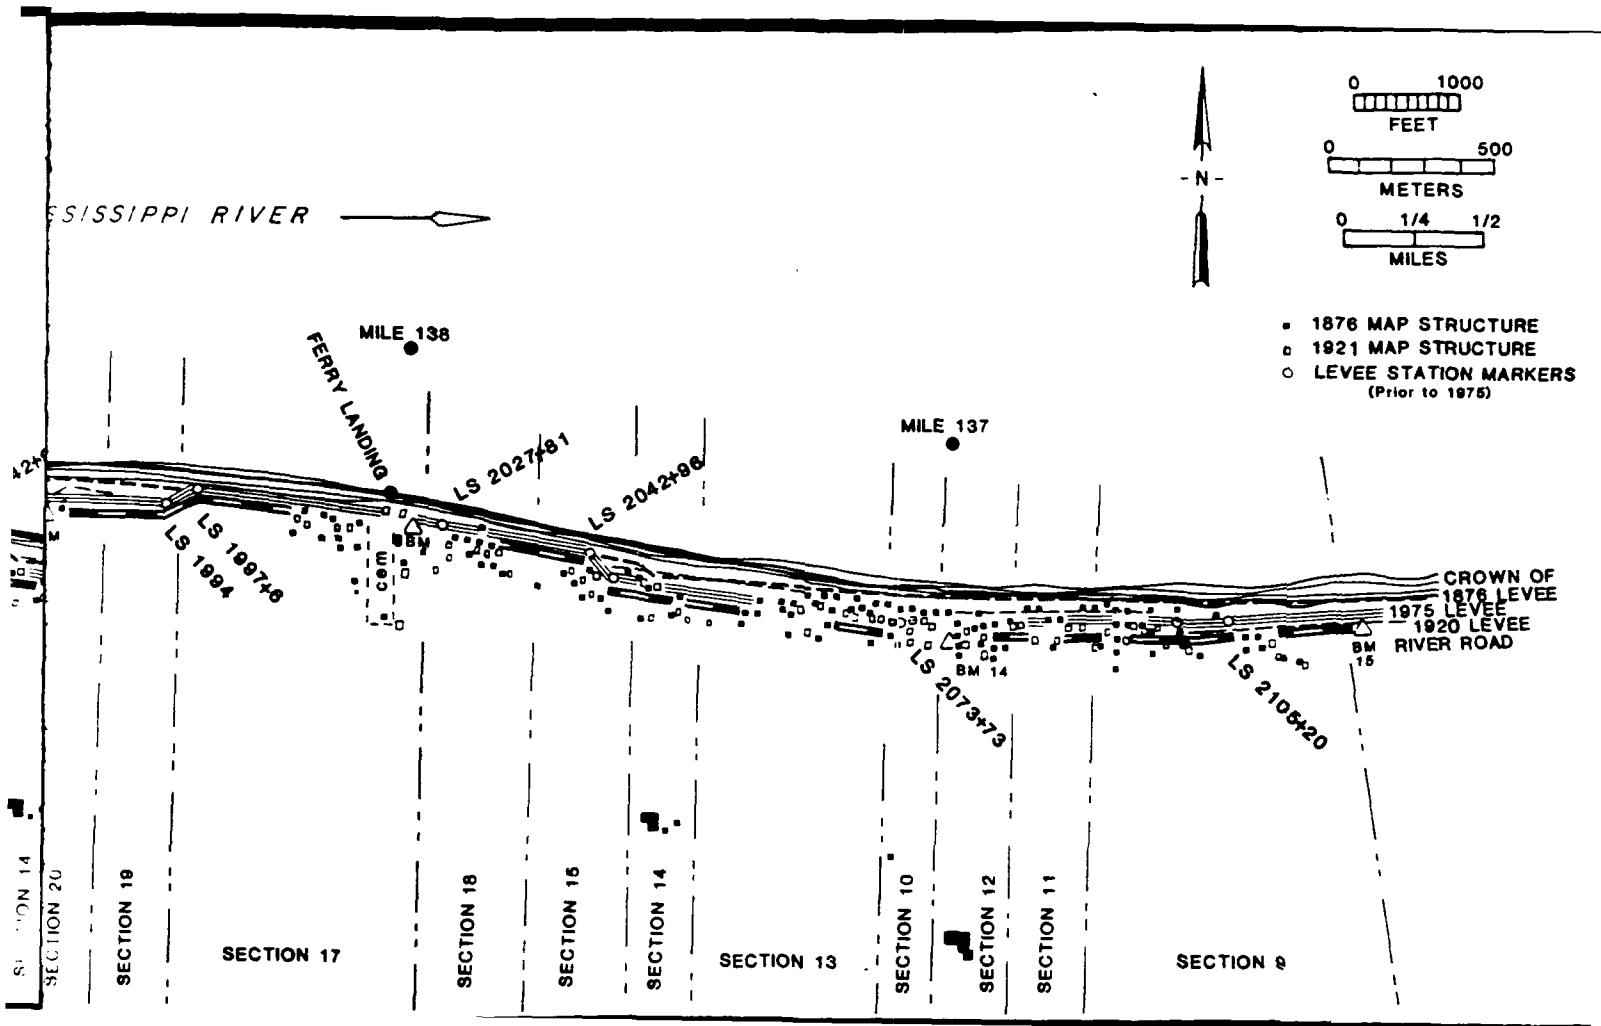 0 1000
FEET
0 500
METERS
0 1/4 1/2
MILES
- N -
SSISSIPPI RIVER
1876 MAP STRUCTURE
1921 MAP STRUCTURE
LEVEE STATION MARKERS
(Prior to 1975)
MILE 138
FERRY LANDING
MILE 137
LS 2027+81
LS 2042+96
LS 1997+6
LS 1994
BM
cem
M
CROWN OF
1876 LEVEE
1975 LEVEE
1920 LEVEE
RIVER ROAD
BM
15
BM 14
LS 2073+73
LS 2105+20
SECTION 20
SECTION 19
SECTION 17
SECTION 18
SECTION 15
SECTION 14
SECTION 13
SECTION 10
SECTION 12
SECTION 11
SECTION 9